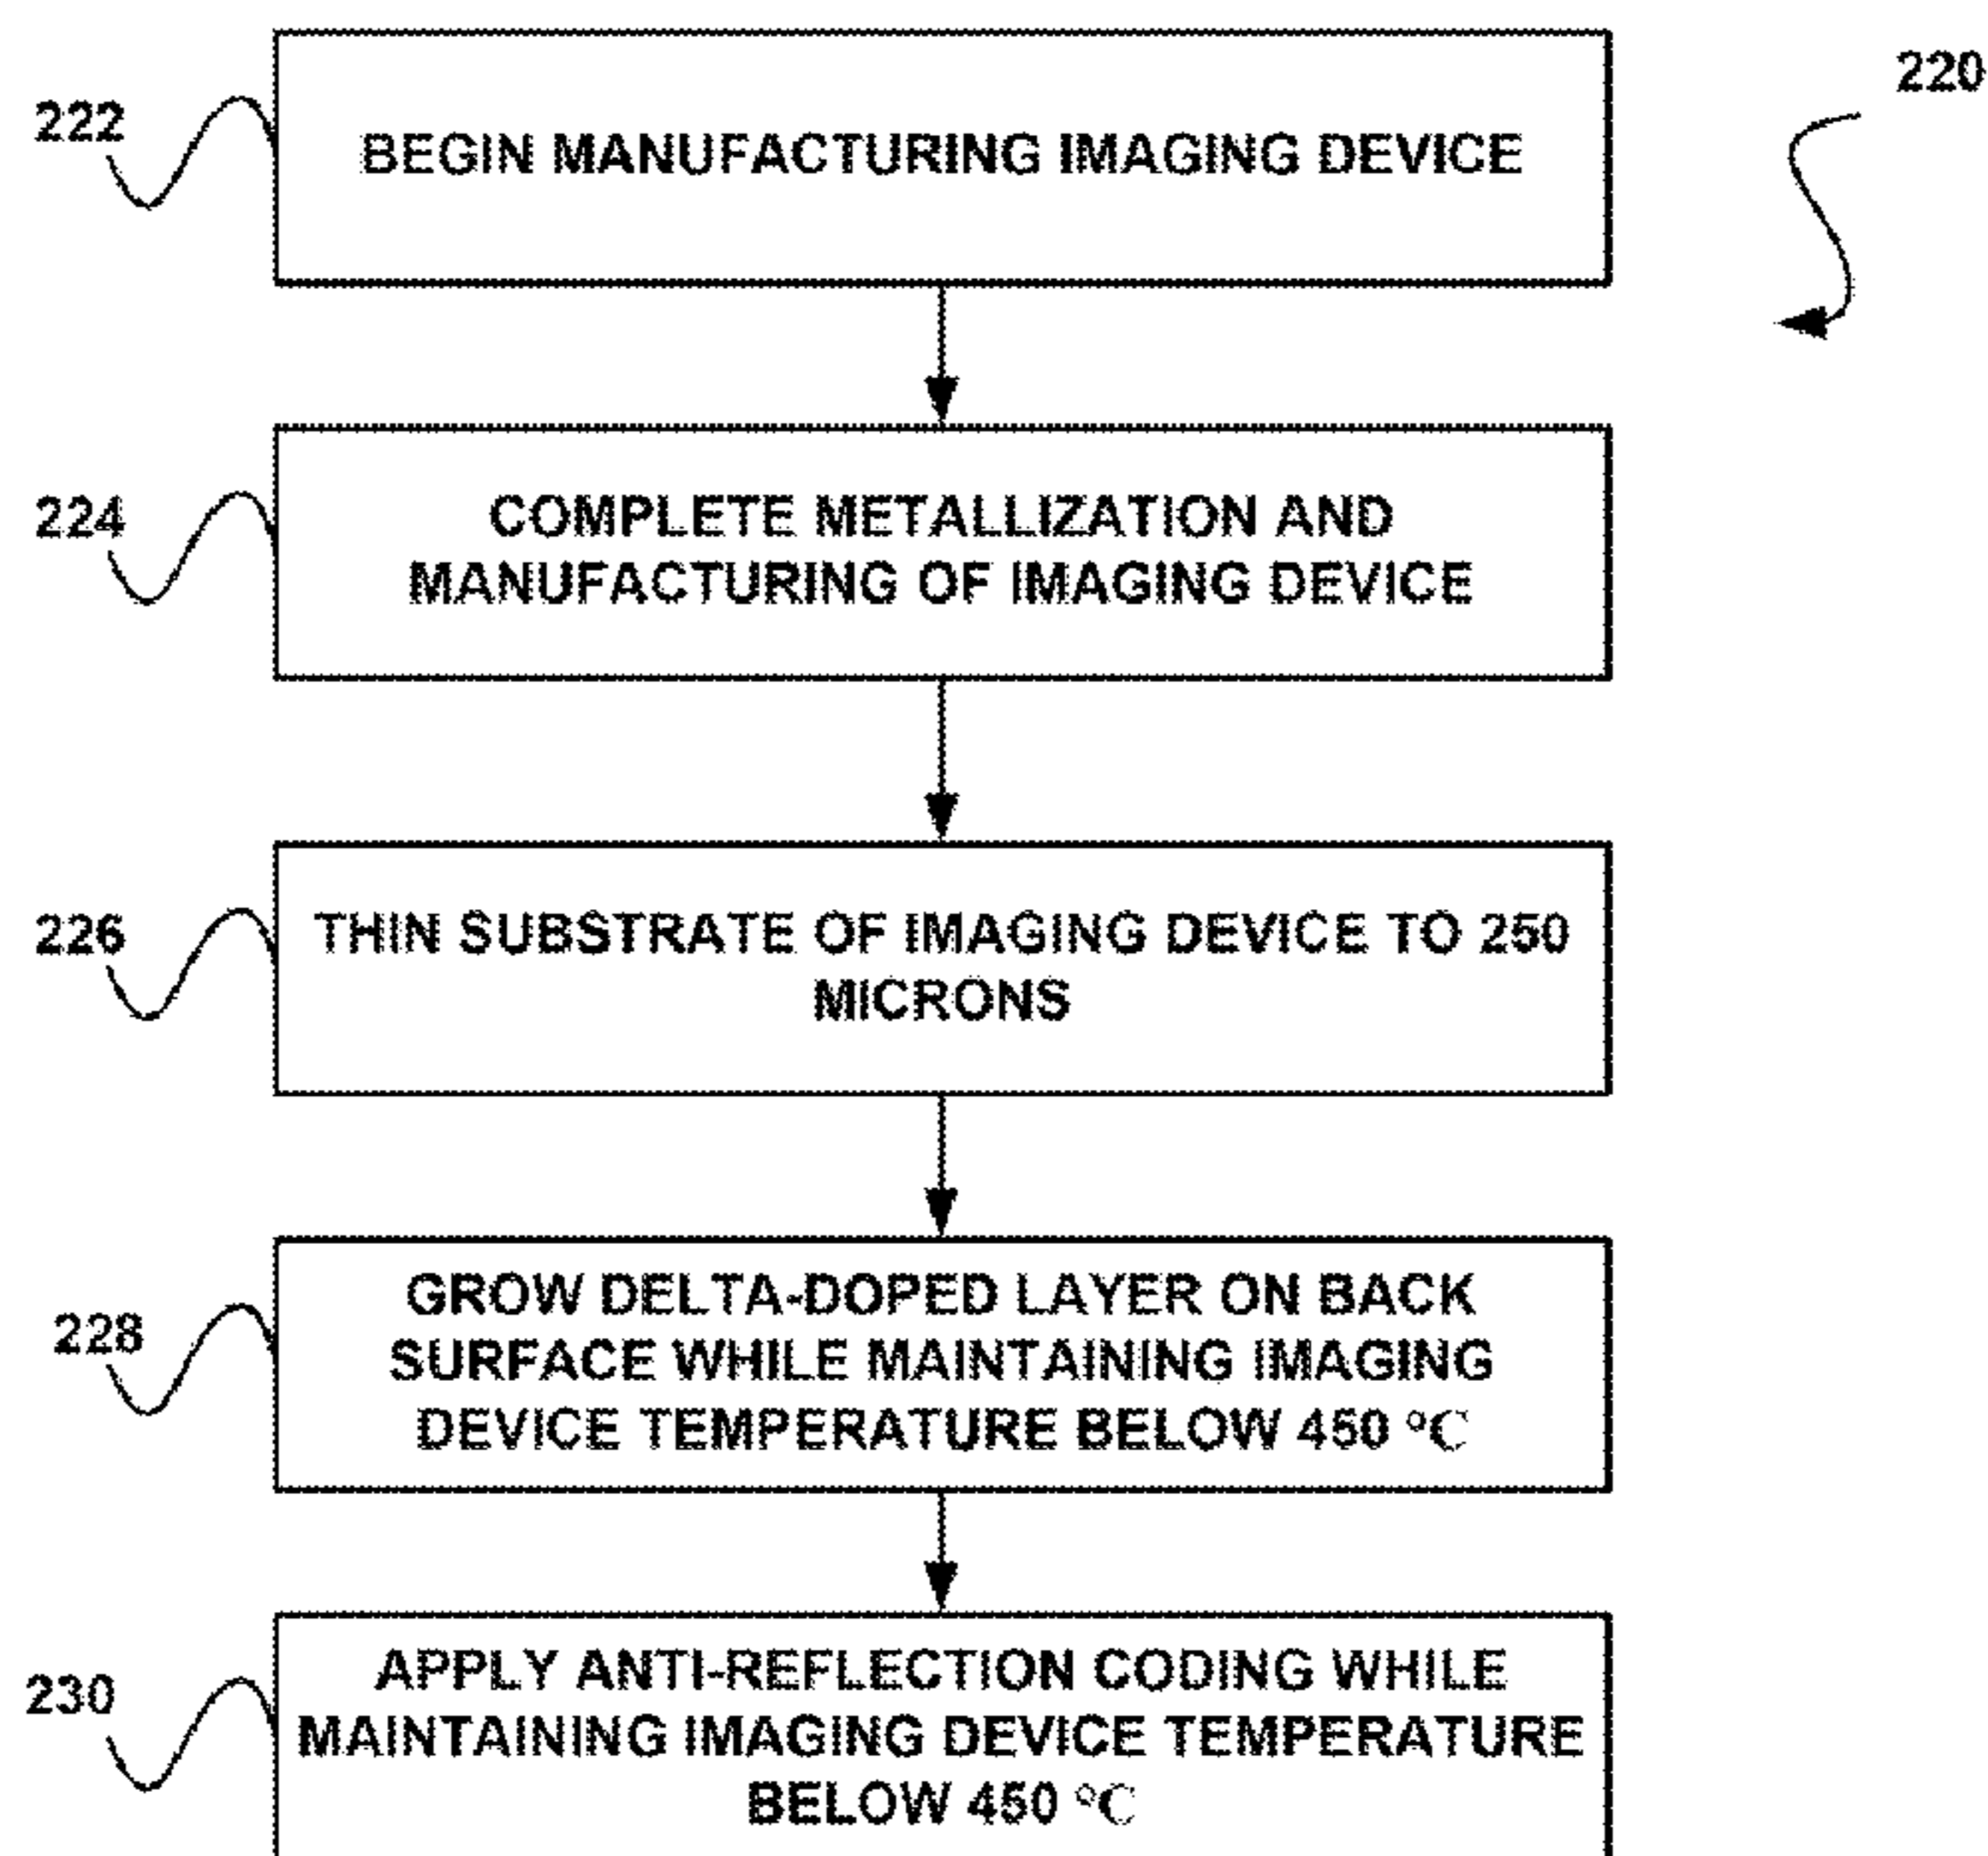 220
222
BEGIN MANUFACTURING IMAGING DEVICE
224
COMPLETE METALLIZATION AND
MANUFACTURING OF IMAGING DEVICE
226
THIN SUBSTRATE OF IMAGING DEVICE TO 250
MICRONS
228
GROW DELTA-DOPED LAYER ON BACK
SURFACE WHILE MAINTAINING IMAGING
DEVICE TEMPERATURE BELOW 450 °C
230
APPLY ANTI-REFLECTION CODING WHILE
MAINTAINING IMAGING DEVICE TEMPERATURE
BELOW 450 °C